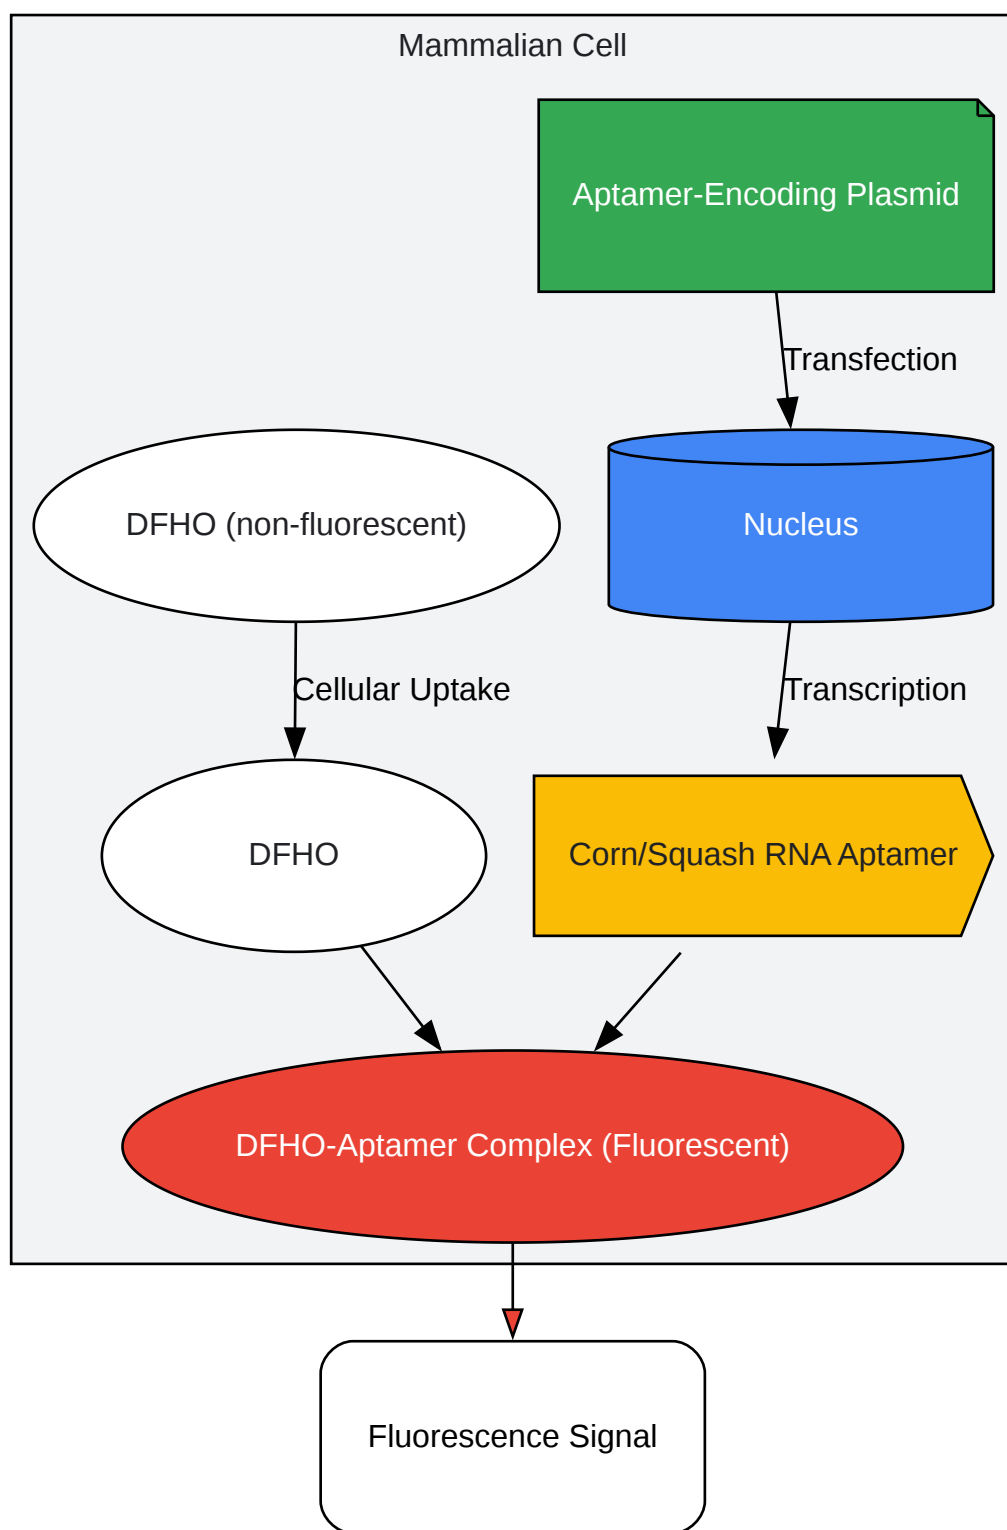 Mammalian Cell
Aptamer-Encoding Plasmid
Transfection
DFHO (non-fluorescent)
Nucleus
Cellular Uptake
Transcription
DFHO
Corn/Squash RNA Aptamer
DFHO-Aptamer Complex (Fluorescent)
Fluorescence Signal